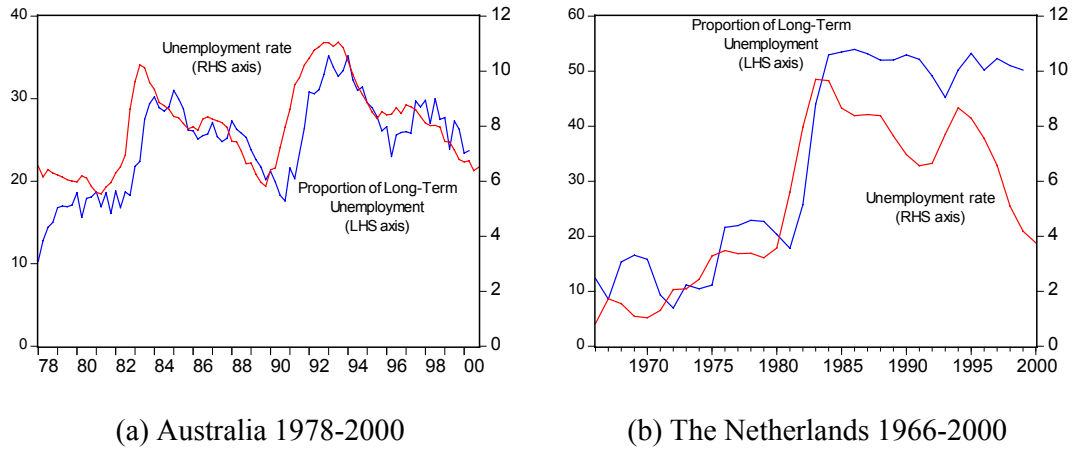 40
30
20
10
0
12
10
8
6
4
2
0
Unemployment rate
(RHS axis)
Proportion of Long-Term
Unemployment
(LHS axis)
78 80 82 84 86 88 90 92 94 96 98 00
(a) Australia 1978-2000
60
50
40
30
20
10
0
12
10
8
6
4
2
0
Proportion of Long-Term
Unemployment
(LHS axis)
Unemployment rate
(RHS axis)
1970 1975 1980 1985 1990 1995 2000
(b) The Netherlands 1966-2000